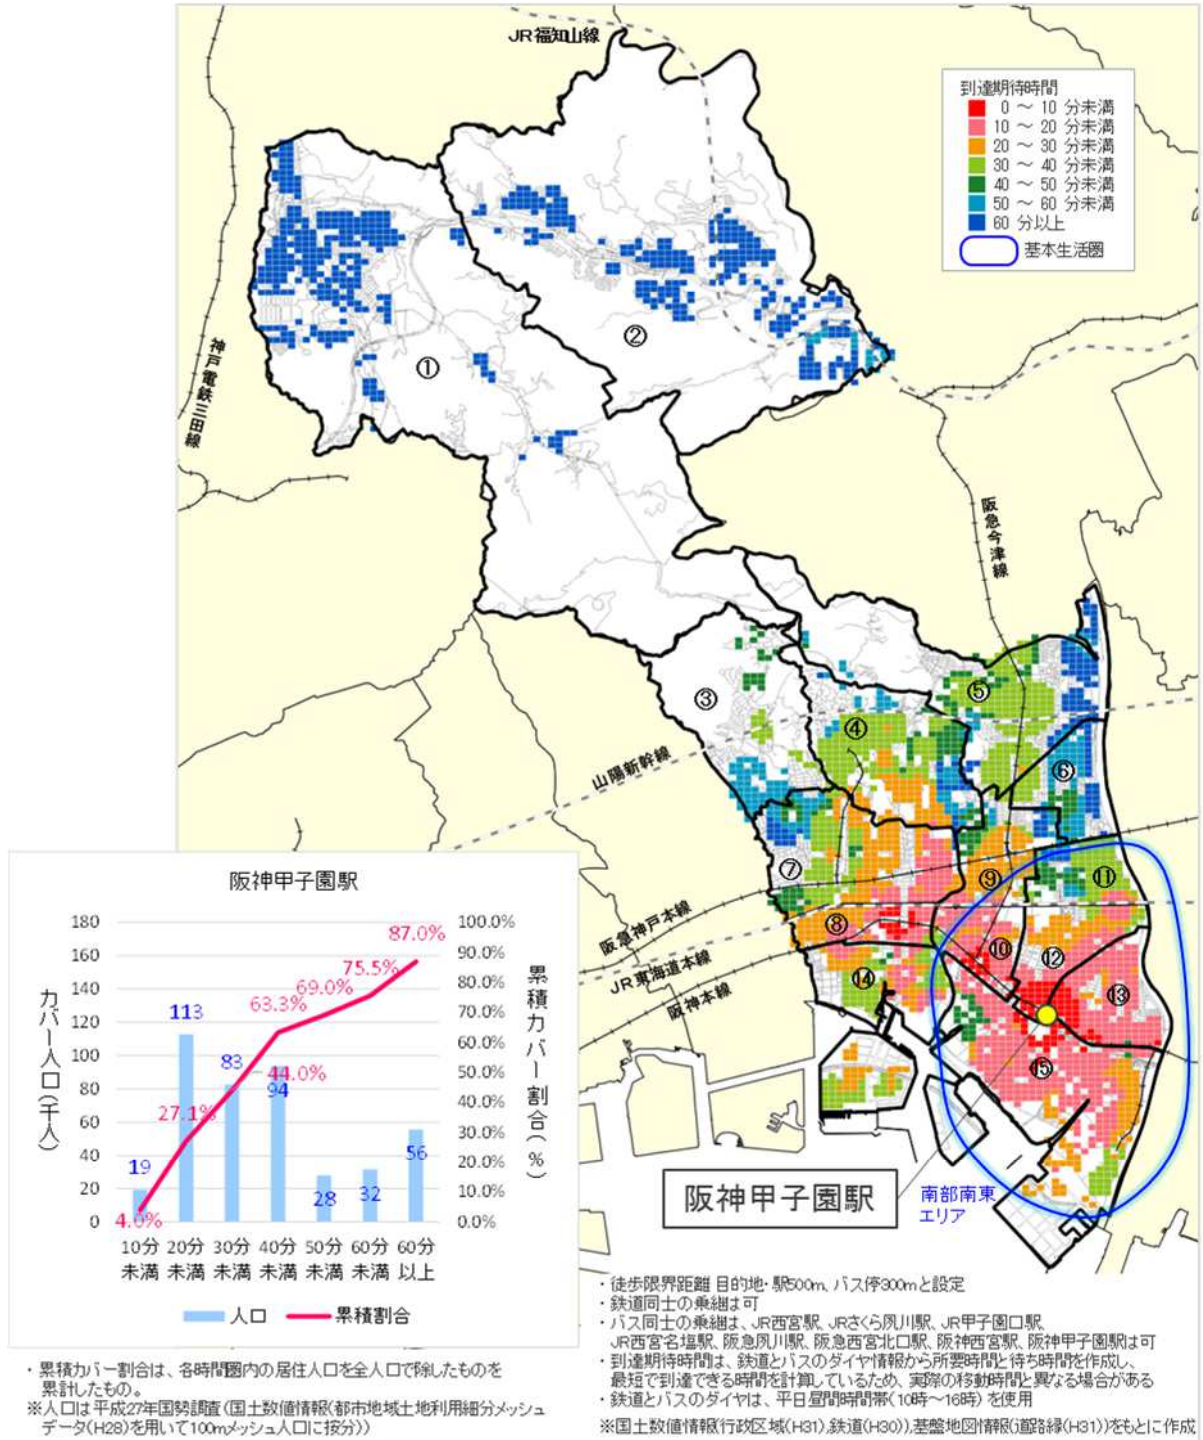 JR福知山線
到達期待時間
0 ～ 10 分未満
10 ～ 20 分未満
20 ～ 30 分未満
30 ～ 40 分未満
40 ～ 50 分未満
50 ～ 60 分未満
60 分以上
基本生活圏
神戸電鉄三田線
①
②
阪急今津線
③
④
⑤
⑥
山陽新幹線
⑦
⑧
⑨
⑩
⑪
⑫
⑬
⑭
⑮
阪急神戸本線
JR東海道本線
阪神本線
阪神甲子園駅
南部南東
エリア
阪神甲子園駅
カバー人口(千人)
累積カバー割合(%)
180
160
140
120
100
80
60
40
20
0
100.0%
90.0%
80.0%
70.0%
60.0%
50.0%
40.0%
30.0%
20.0%
10.0%
0.0%
19
113
83
94
28
32
56
4.0%
27.1%
44.0%
63.3%
69.0%
75.5%
87.0%
10分 20分 30分 40分 50分 60分 60分
未満 未満 未満 未満 未満 未満 以上
人口 累積割合
・累積カバー割合は、各時間圏内の居住人口を全人口で除したものを
累計したもの。
※人口は平成27年国勢調査(国土数値情報(都市地域土地利用細分メッシュ
データ(H28)を用いて100mメッシュ人口に按分))
・徒歩限界距離 目的地・駅500m、バス停300mと設定
・鉄道同士の乗継は可
・バス同士の乗継は、JR西宮駅、JRさくら夙川駅、JR甲子園口駅、
JR西宮名塩駅、阪急夙川駅、阪急西宮北口駅、阪神西宮駅、阪神甲子園駅は可
・到達期待時間は、鉄道とバスのダイヤ情報から所要時間と待ち時間を作成し、
最短で到達できる時間を計算しているため、実際の移動時間と異なる場合がある
・鉄道とバスのダイヤは、平日昼間時間帯(10時～16時)を使用
※国土数値情報(行政区域(H31),鉄道(H30)),基盤地図情報(道路縁(H31))をもとに作成